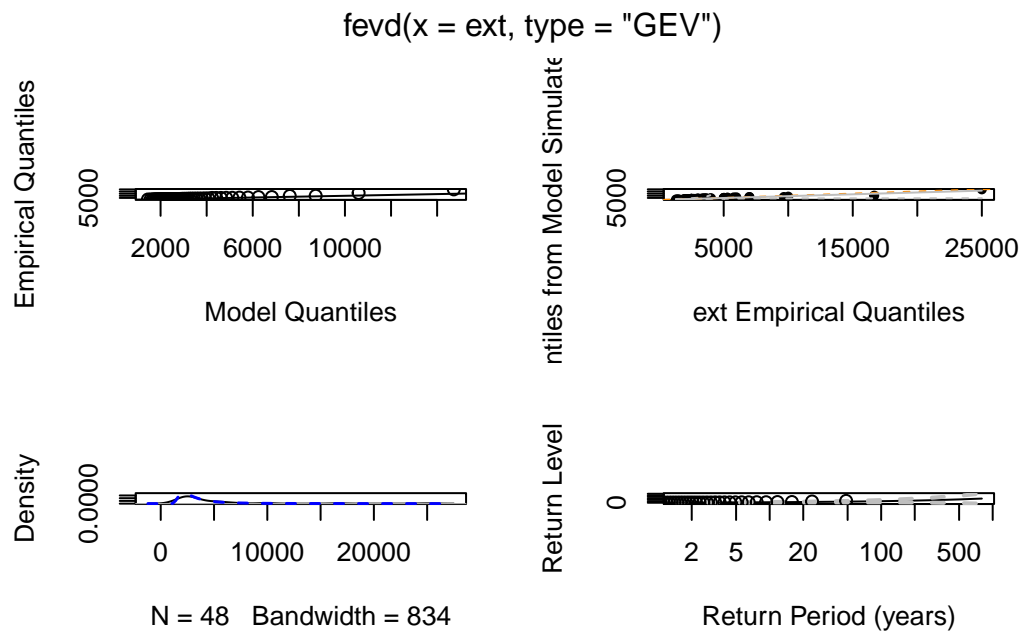 fevd(x = ext, type = "GEV")
Empirical Quantiles
5000
2000 6000 10000
Model Quantiles
ntiles from Model Simulate
5000
5000 15000 25000
ext Empirical Quantiles
Density
0.0000
0 10000 20000
N = 48 Bandwidth = 834
Return Level
0
2 5 20 100 500
Return Period (years)